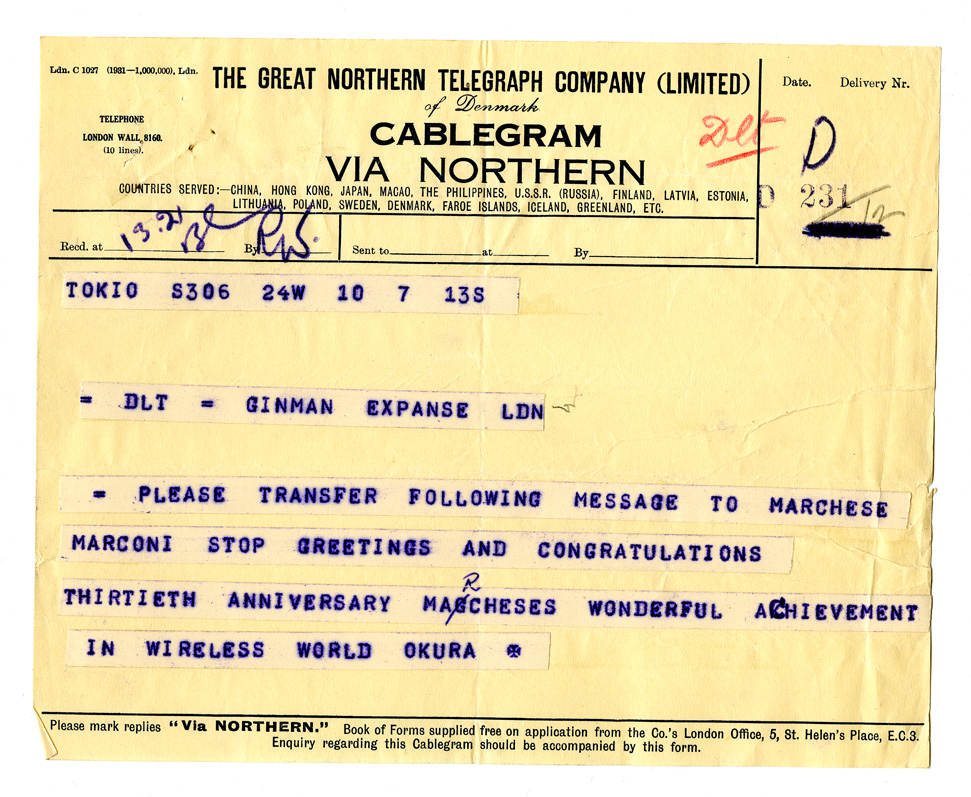 Ldn. C 1027 (1931—1,000,000), Ldn.
THE GREAT NORTHERN TELEGRAPH COMPANY (LIMITED)
of Denmark
CABLEGRAM
VIA NORTHERN
TELEPHONE
LONDON WALL 8160.
(10 lines).
COUNTRIES SERVED:—CHINA, HONG KONG, JAPAN, MACAO, THE PHILIPPINES, U.S.S.R. (RUSSIA), FINLAND, LATVIA, ESTONIA,
LITHUANIA, POLAND, SWEDEN, DENMARK, FAROE ISLANDS, ICELAND, GREENLAND, ETC.
Date. Delivery Nr.
Dlt
D
D 231
/12
Recd. at 13.21 By Sent to at By
TOKIO S306 24W 10 7 13S
= DLT = GINMAN EXPANSE LDN
= PLEASE TRANSFER FOLLOWING MESSAGE TO MARCHESE
MARCONI STOP GREETINGS AND CONGRATULATIONS
THIRTIETH ANNIVERSARY MARCHESES WONDERFUL ACHIEVEMENT
IN WIRELESS WORLD OKURA ✠
Please mark replies "Via NORTHERN." Book of Forms supplied free on application from the Co.'s London Office, 5, St. Helen's Place, E.C.3.
Enquiry regarding this Cablegram should be accompanied by this form.